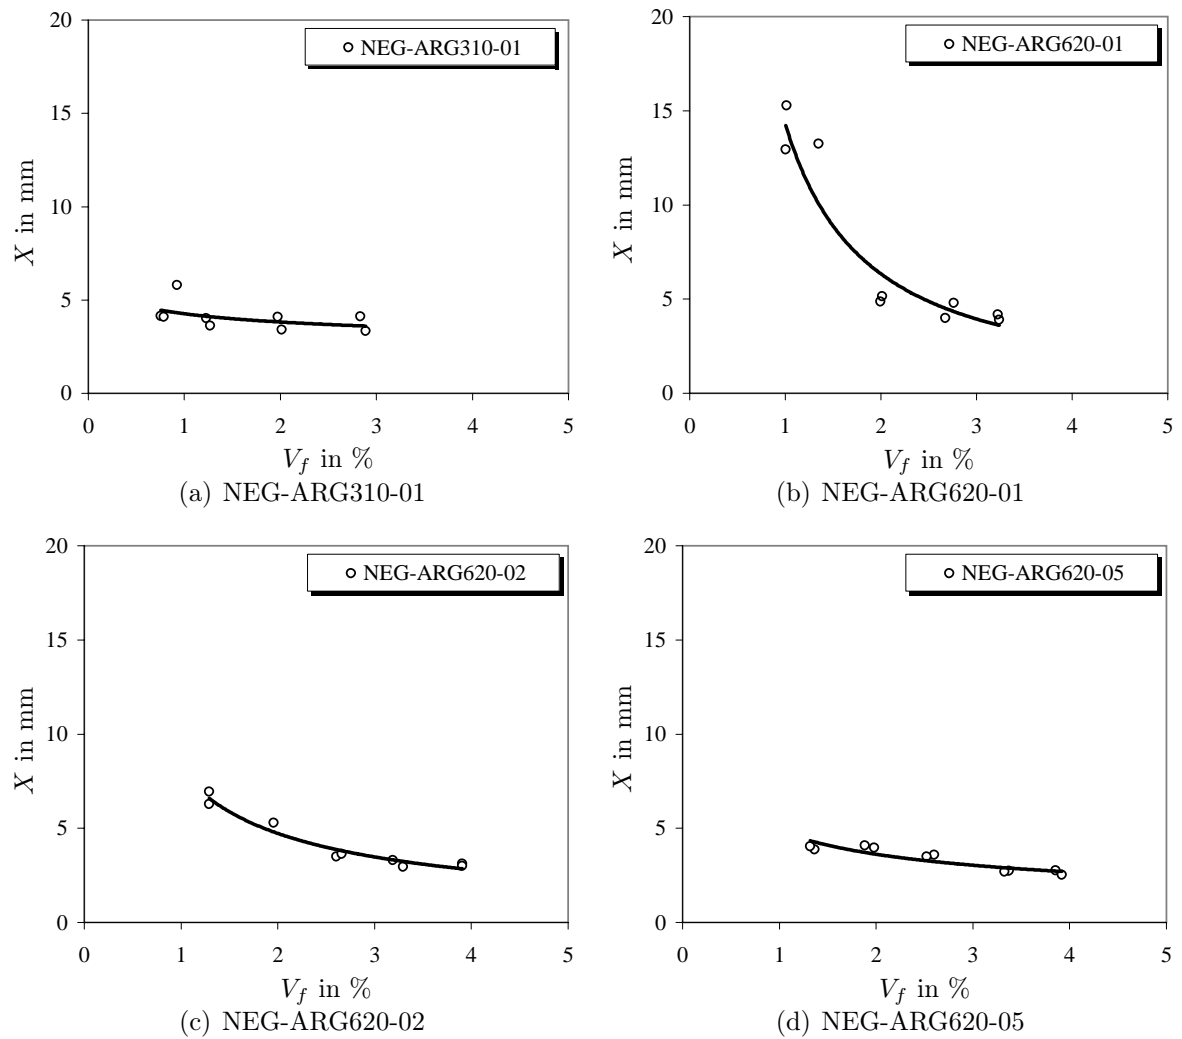 20
15
10
5
0
X in mm
NEG-ARG310-01
0 1 2 3 4 5
V_f in %
(a) NEG-ARG310-01
20
15
10
5
0
X in mm
NEG-ARG620-01
0 1 2 3 4 5
V_f in %
(b) NEG-ARG620-01
20
15
10
5
0
X in mm
NEG-ARG620-02
0 1 2 3 4 5
V_f in %
(c) NEG-ARG620-02
20
15
10
5
0
X in mm
NEG-ARG620-05
0 1 2 3 4 5
V_f in %
(d) NEG-ARG620-05